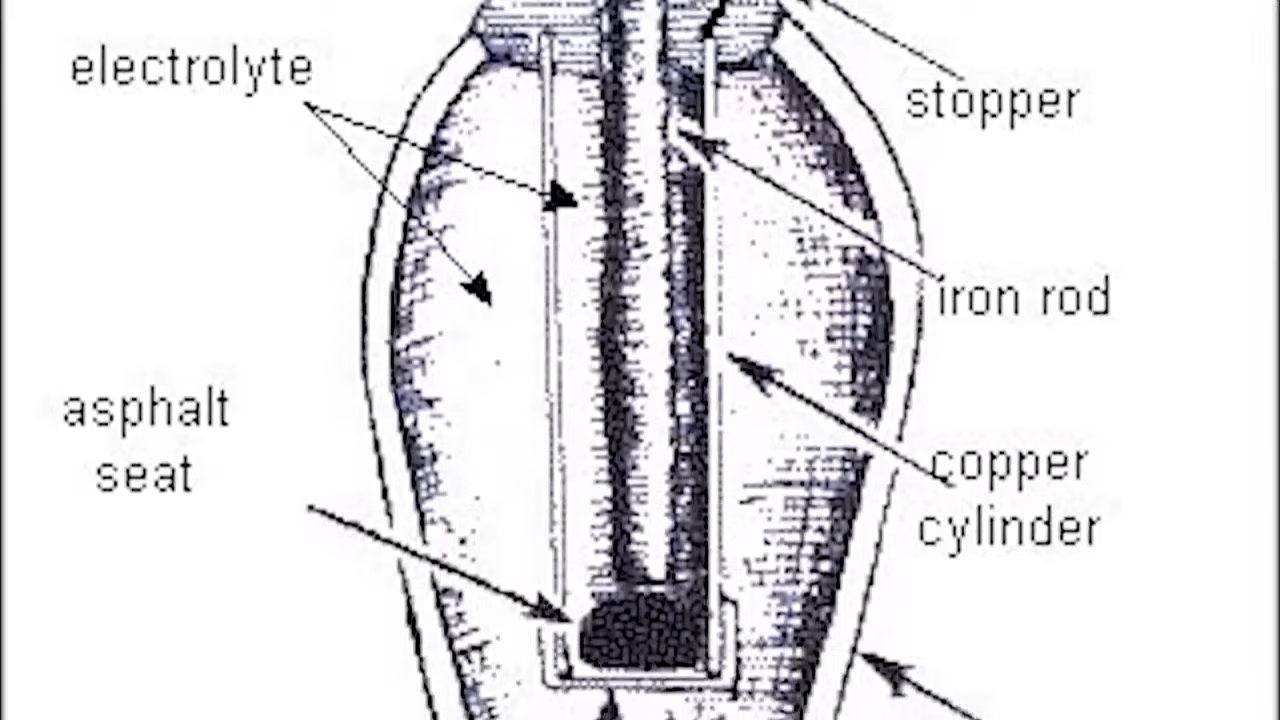 electrolyte
stopper
iron rod
asphalt
seat
copper
cylinder